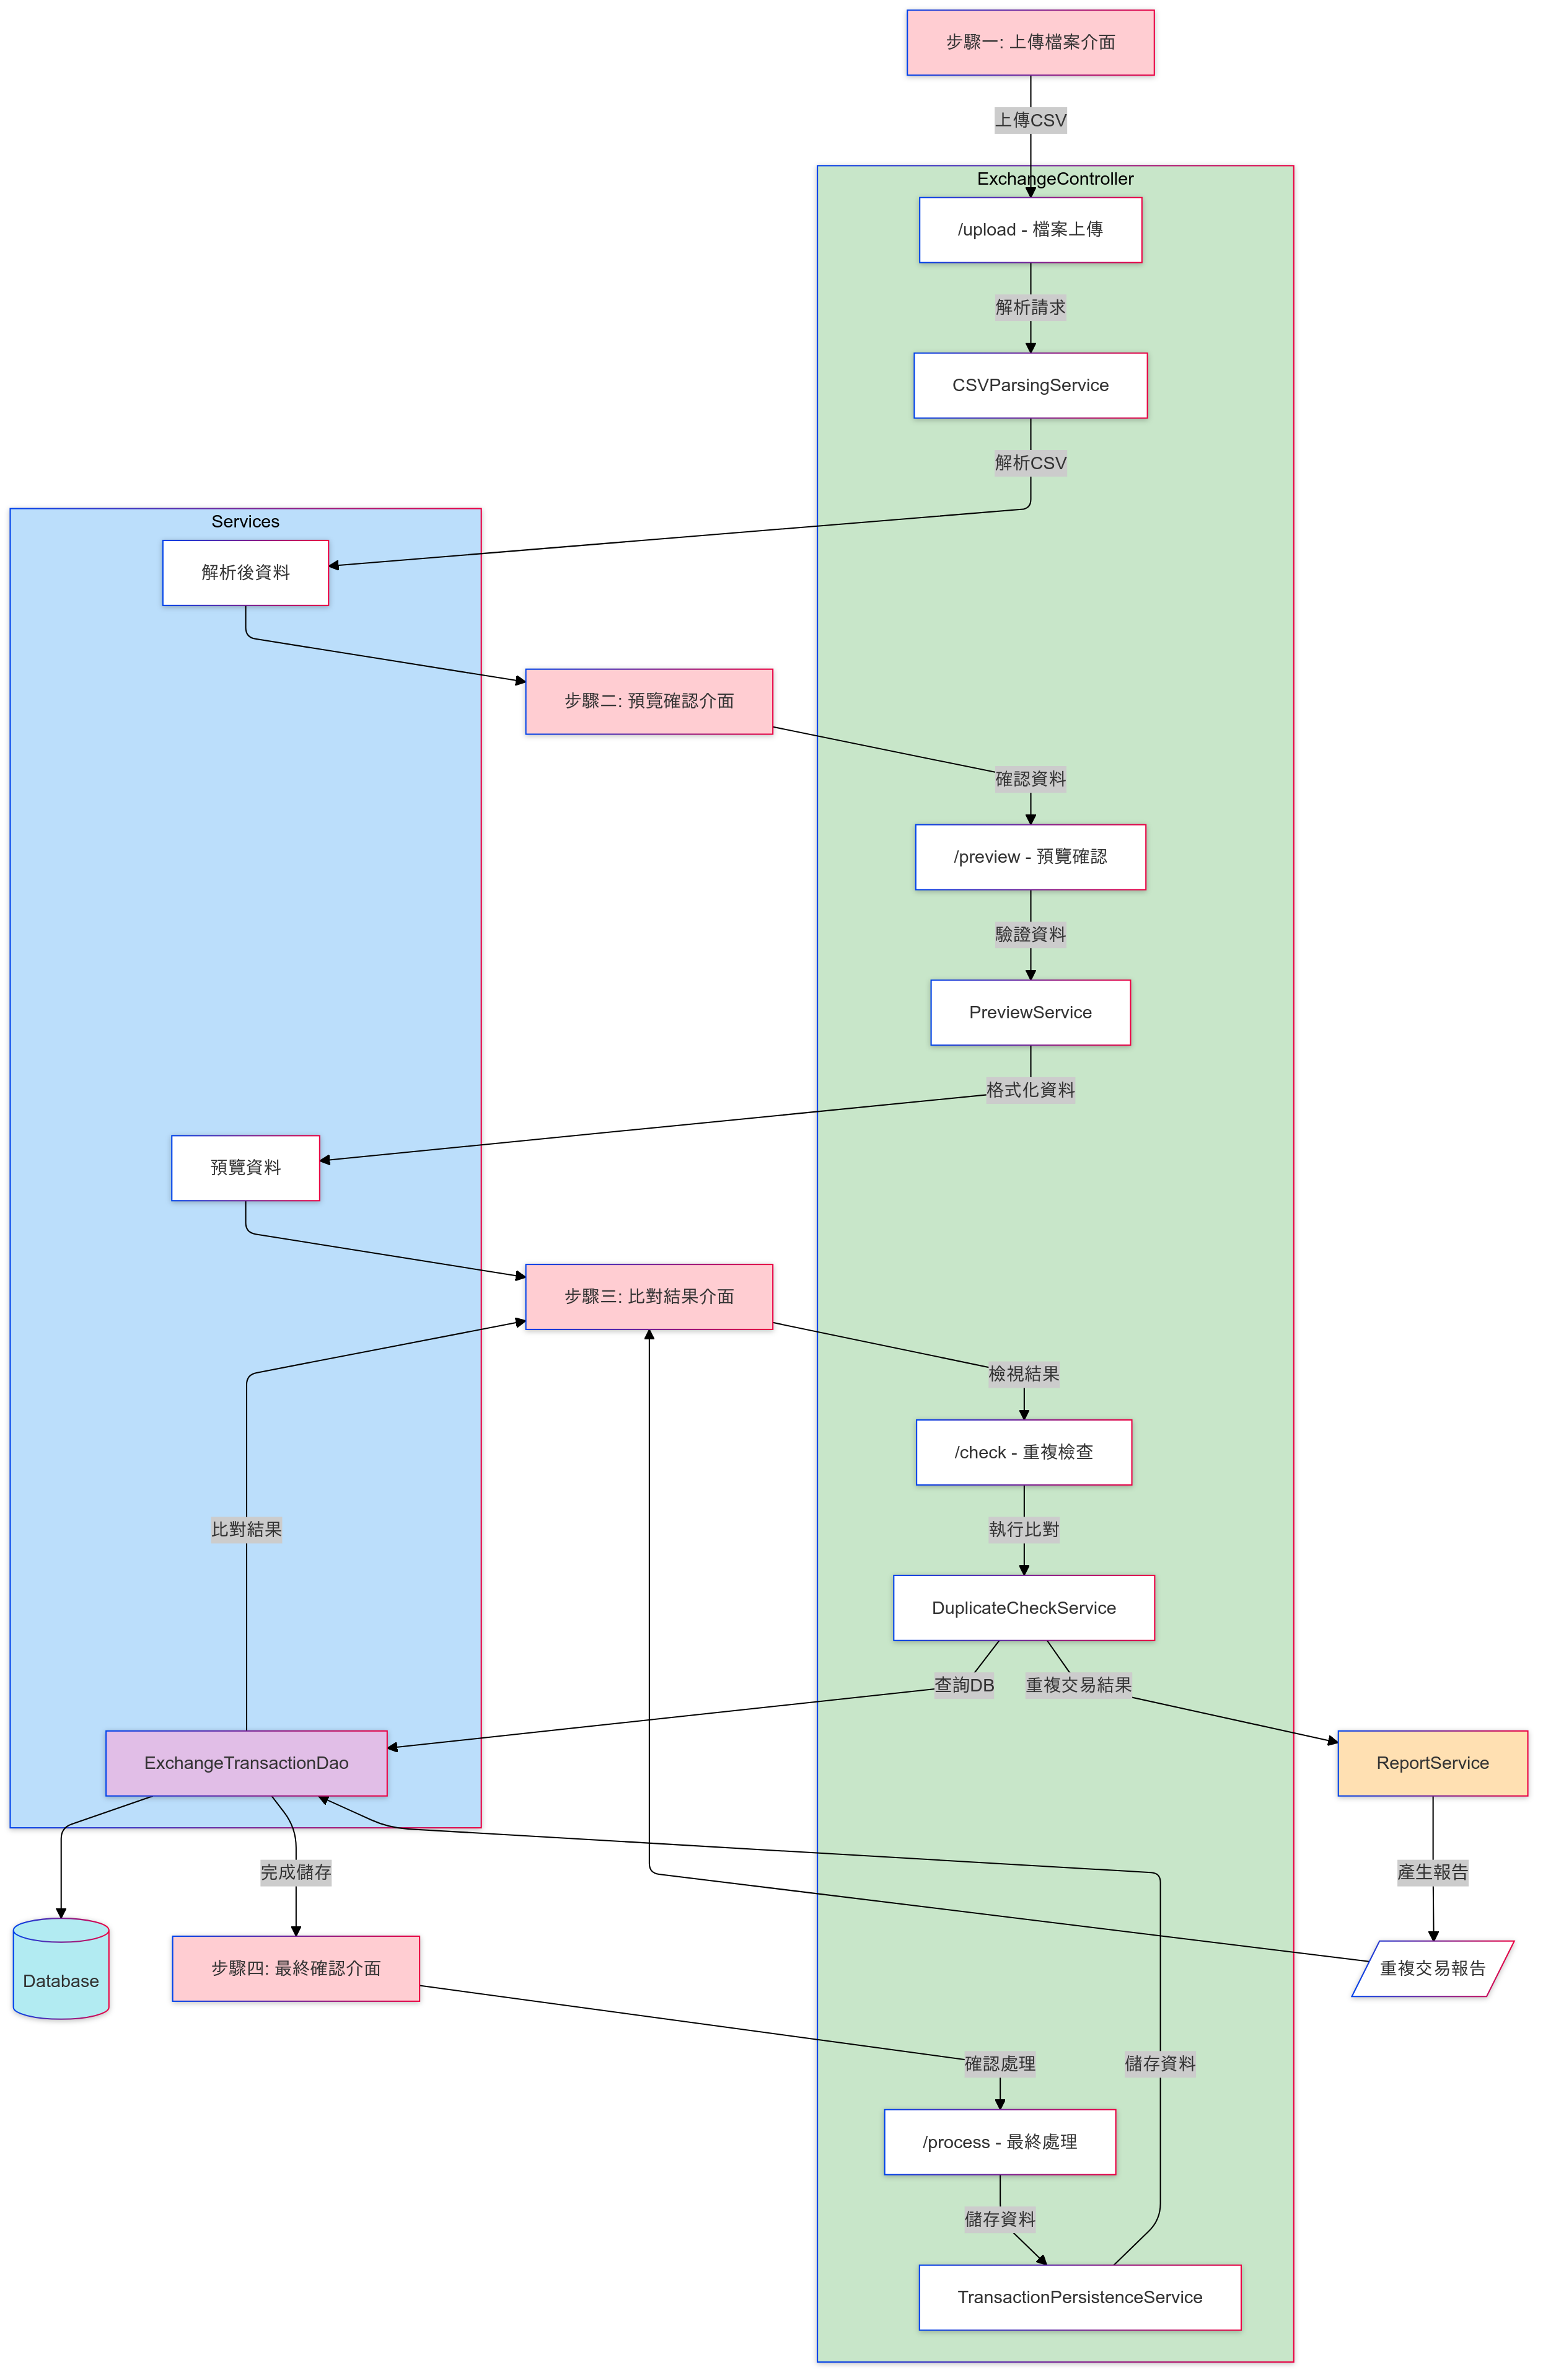 步驟一: 上傳檔案介面
上傳CSV
ExchangeController
/upload - 檔案上傳
解析請求
CSVParsingService
解析CSV
Services
解析後資料
步驟二: 預覽確認介面
確認資料
/preview - 預覽確認
驗證資料
PreviewService
格式化資料
預覽資料
步驟三: 比對結果介面
檢視結果
/check - 重複檢查
比對結果
執行比對
DuplicateCheckService
查詢DB
重複交易結果
ExchangeTransactionDao
ReportService
完成儲存
產生報告
Database
步驟四: 最終確認介面
重複交易報告
確認處理
儲存資料
/process - 最終處理
儲存資料
TransactionPersistenceService